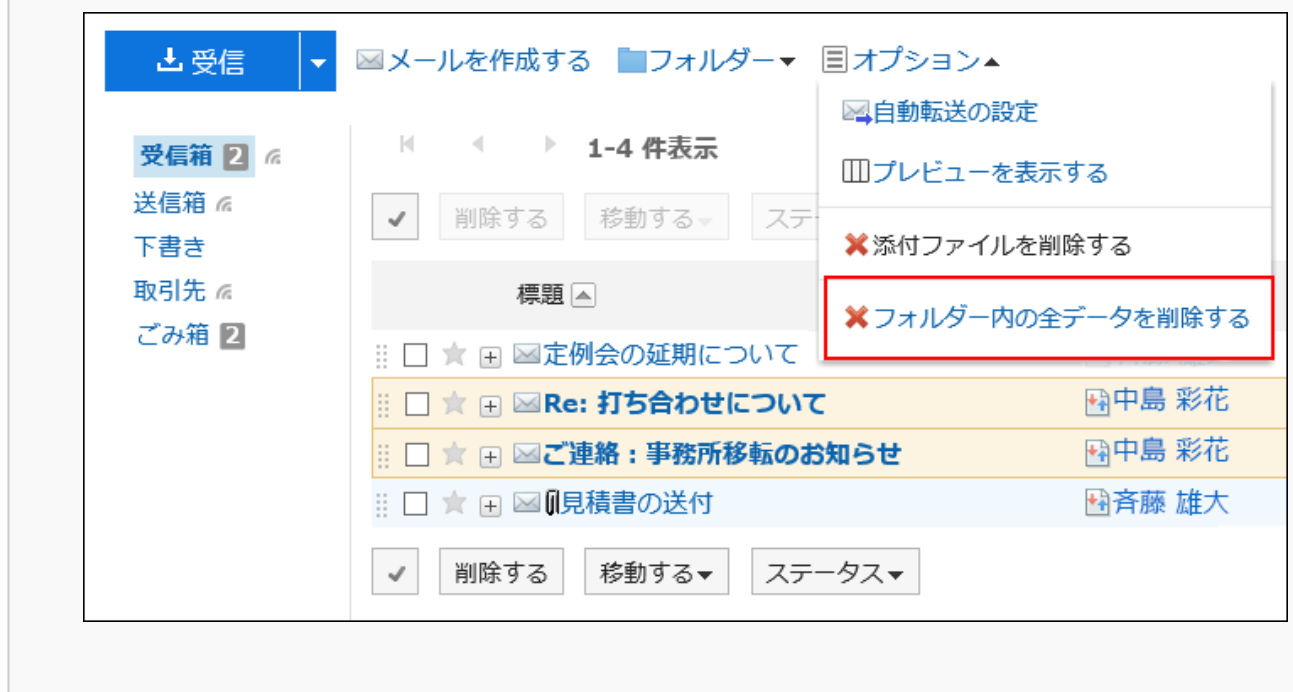 受信 メールを作成する フォルダー オプション
自動転送の設定
プレビューを表示する
添付ファイルを削除する
フォルダー内の全データを削除する
受信箱 2
送信箱
下書き
取引先
ごみ箱 2
1-4 件表示
削除する 移動する ステー
標題
定例会の延期について
Re: 打ち合わせについて 中島 彩花
ご連絡：事務所移転のお知らせ 中島 彩花
見積書の送付 斉藤 雄大
削除する 移動する ステータス